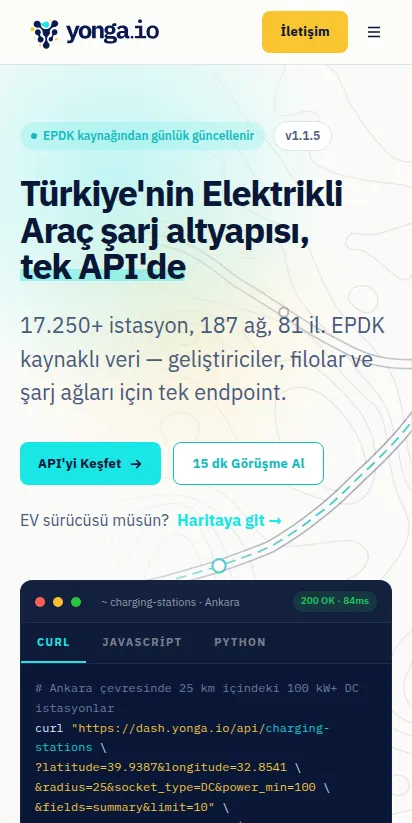 yonga.io
İletişim
EPDK kaynağından günlük güncellenir
v1.1.5
Türkiye'nin Elektrikli
Araç şarj altyapısı,
tek API'de
17.250+ istasyon, 187 ağ, 81 il. EPDK
kaynaklı veri — geliştiriciler, filolar ve
şarj ağları için tek endpoint.
API'yi Keşfet →
15 dk Görüşme Al
EV sürücüsü müsün? Haritaya git →
~ charging-stations · Ankara
200 OK · 84ms
CURL
JAVASCRİPT
PYTHON
# Ankara çevresinde 25 km içindeki 100 kW+ DC
istasyonlar
curl "https://dash.yonga.io/api/charging-
stations \
?latitude=39.9387&longitude=32.8541 \
&radius=25&socket_type=DC&power_min=100 \
&fields=summary&limit=10" \